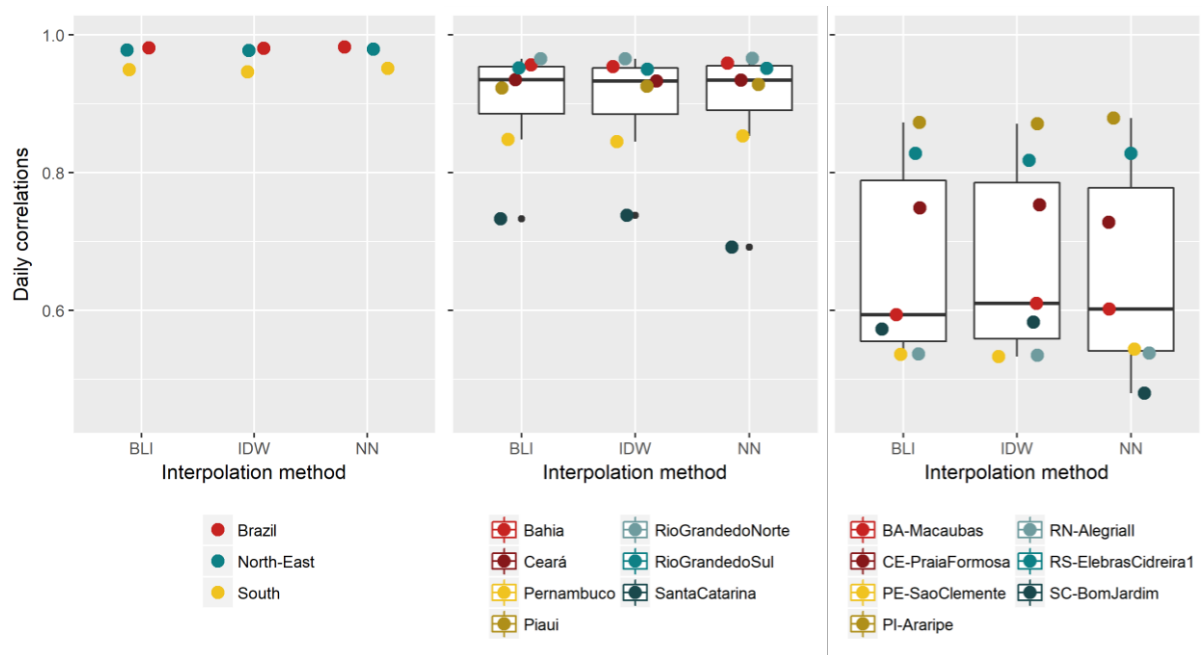 Daily correlations
1.0
0.8
0.6
BLI IDW NN
Interpolation method
BLI IDW NN
Interpolation method
BLI IDW NN
Interpolation method
Brazil
North-East
South
Bahia RioGrandedoNorte
Ceará RioGrandedoSul
Pernambuco SantaCatarina
Piaui
BA-Macaubas RN-AlegriaII
CE-PraiaFormosa RS-ElebrasCidreira1
PE-SaoClemente SC-BomJardim
PI-Araripe